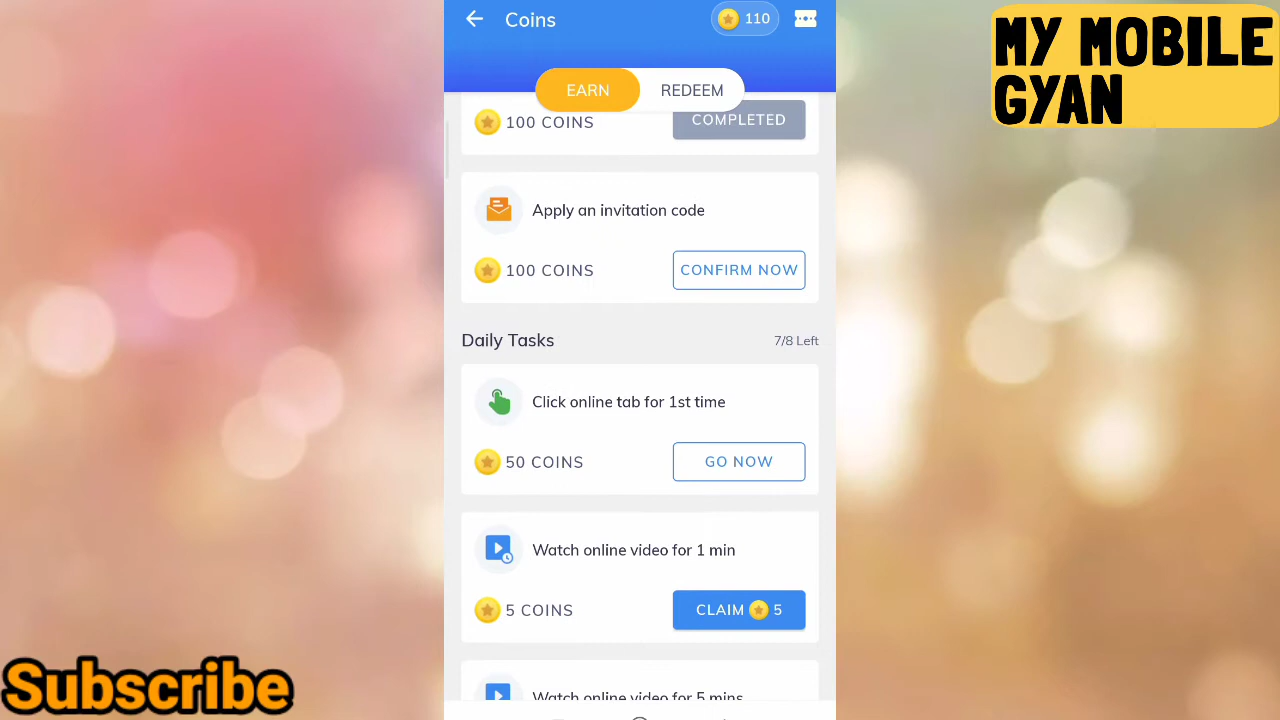 Coins
110
MY MOBILE
GYAN
EARN
REDEEM
100 COINS
COMPLETED
Apply an invitation code
100 COINS
CONFIRM NOW
Daily Tasks
7/8 Left
Click online tab for 1st time
50 COINS
GO NOW
Watch online video for 1 min
5 COINS
CLAIM 5
Watch online video for 5 mins
Subscribe